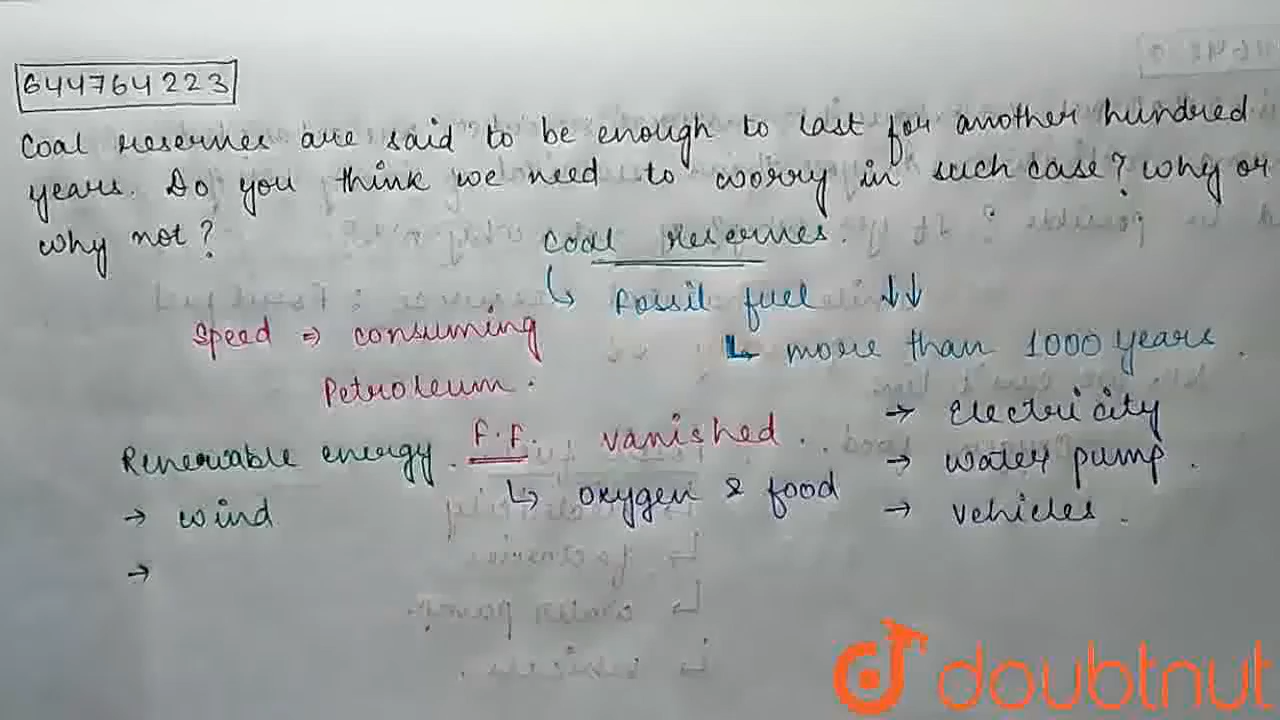 644764223
Coal reserves are said to be enough to last for another hundred
years. Do you think we need to worry in such case? why or
why not?
Coal reserves.
↳ Fossil fuel ↓↓
Speed ⇒ consuming
↳ more than 1000 years.
Petroleum.
→ Electricity
Renewable energy. F.F. vanished.
→ water pump.
↳ oxygen & food
→ wind
→ vehicles.
→
doubtnut